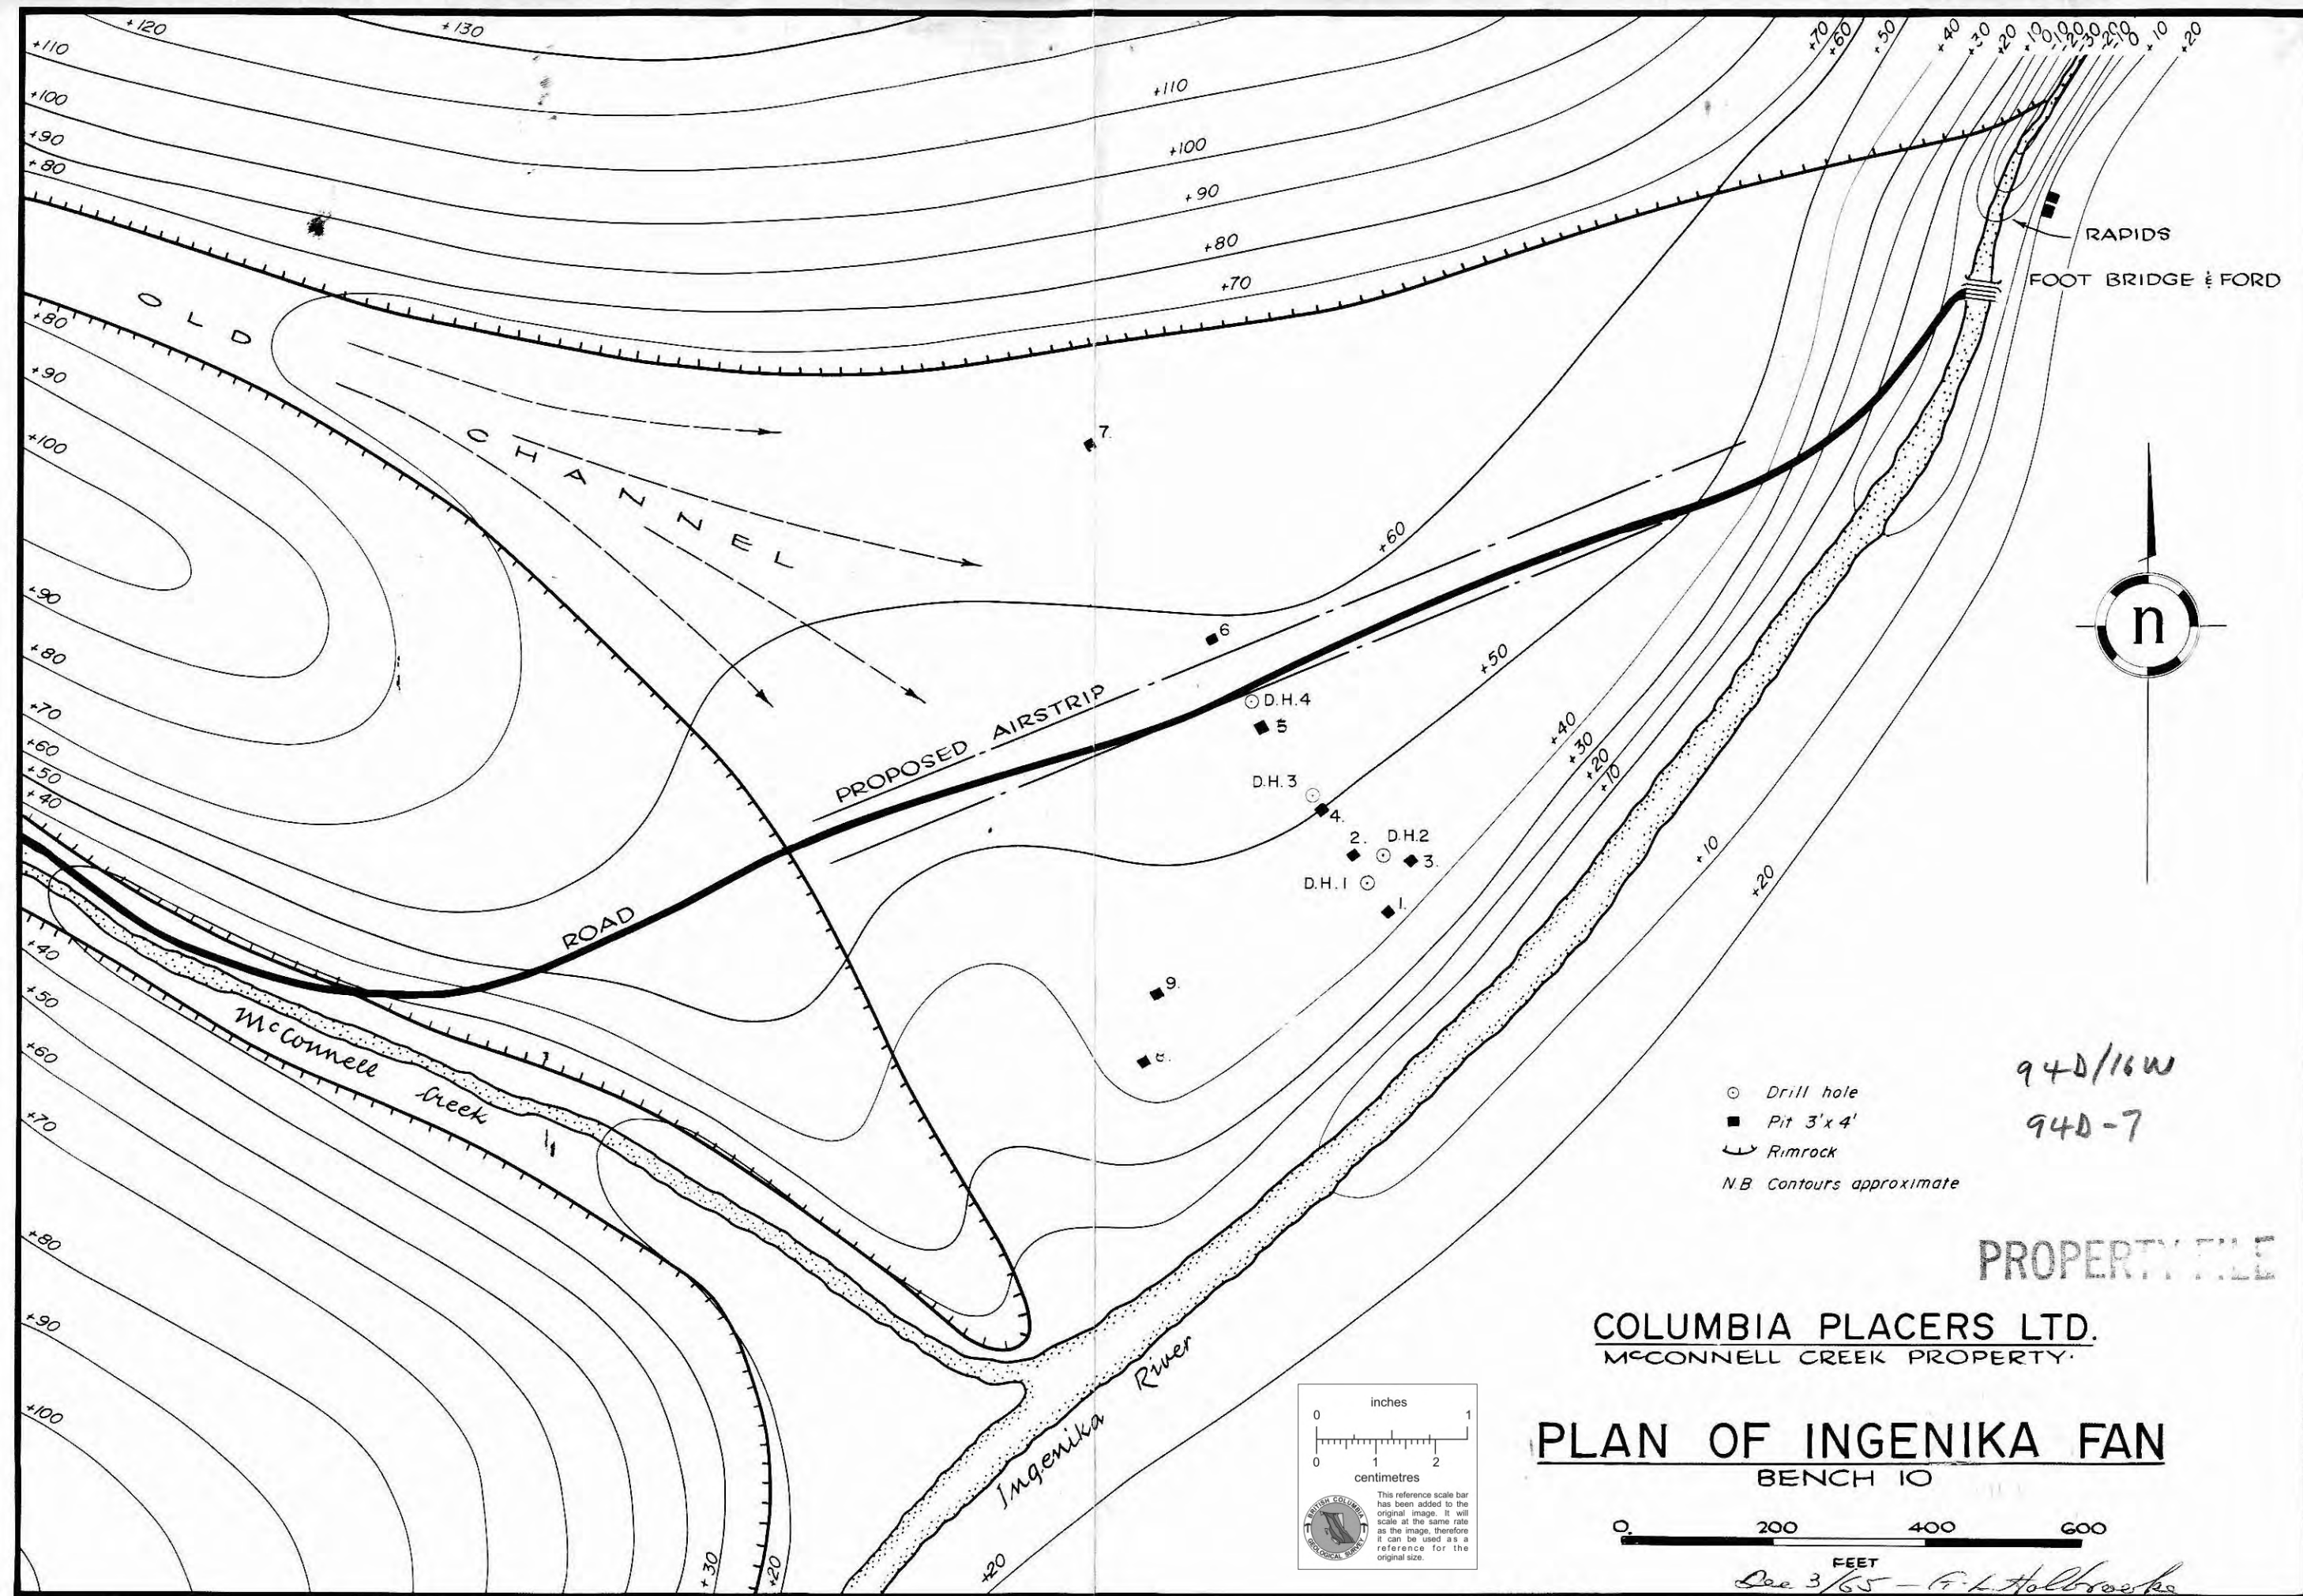 +120
+130
+110
+100
+90
+80
+110
+100
+90
+80
+70
+70
+60
+50
+40
+30
+20
+10
0
-10
-20
-30
-20
-10
0
+10
+20
RAPIDS
FOOT BRIDGE & FORD
OLD
CHANNEL
+80
+90
+100
+90
+80
+70
+60
+50
+40
7.
+60
6
+50
D.H.4
5
PROPOSED AIRSTRIP
D.H.3
4.
2.
D.H.2
3.
D.H.1
1.
+40
+30
+20
+10
+10
+20
ROAD
9.
n
McConnell
Creek
+40
+50
+60
+70
+80
+90
+100
+30
+20
+20
Ingenika River
Drill hole
Pit 3'x4'
Rimrock
N.B. Contours approximate
94D/16W
94D-7
PROPERTY FILE
COLUMBIA PLACERS LTD.
McCONNELL CREEK PROPERTY.
PLAN OF INGENIKA FAN
BENCH 10
0. 200 400 600
FEET
Dec 3/65 - G. L. Holbrooke
inches
0 1
0 1 2
centimetres
BRITISH COLUMBIA
GEOLOGICAL SURVEY
This reference scale bar
has been added to the
original image. It will
scale at the same rate
as the image, therefore
it can be used as a
reference for the
original size.